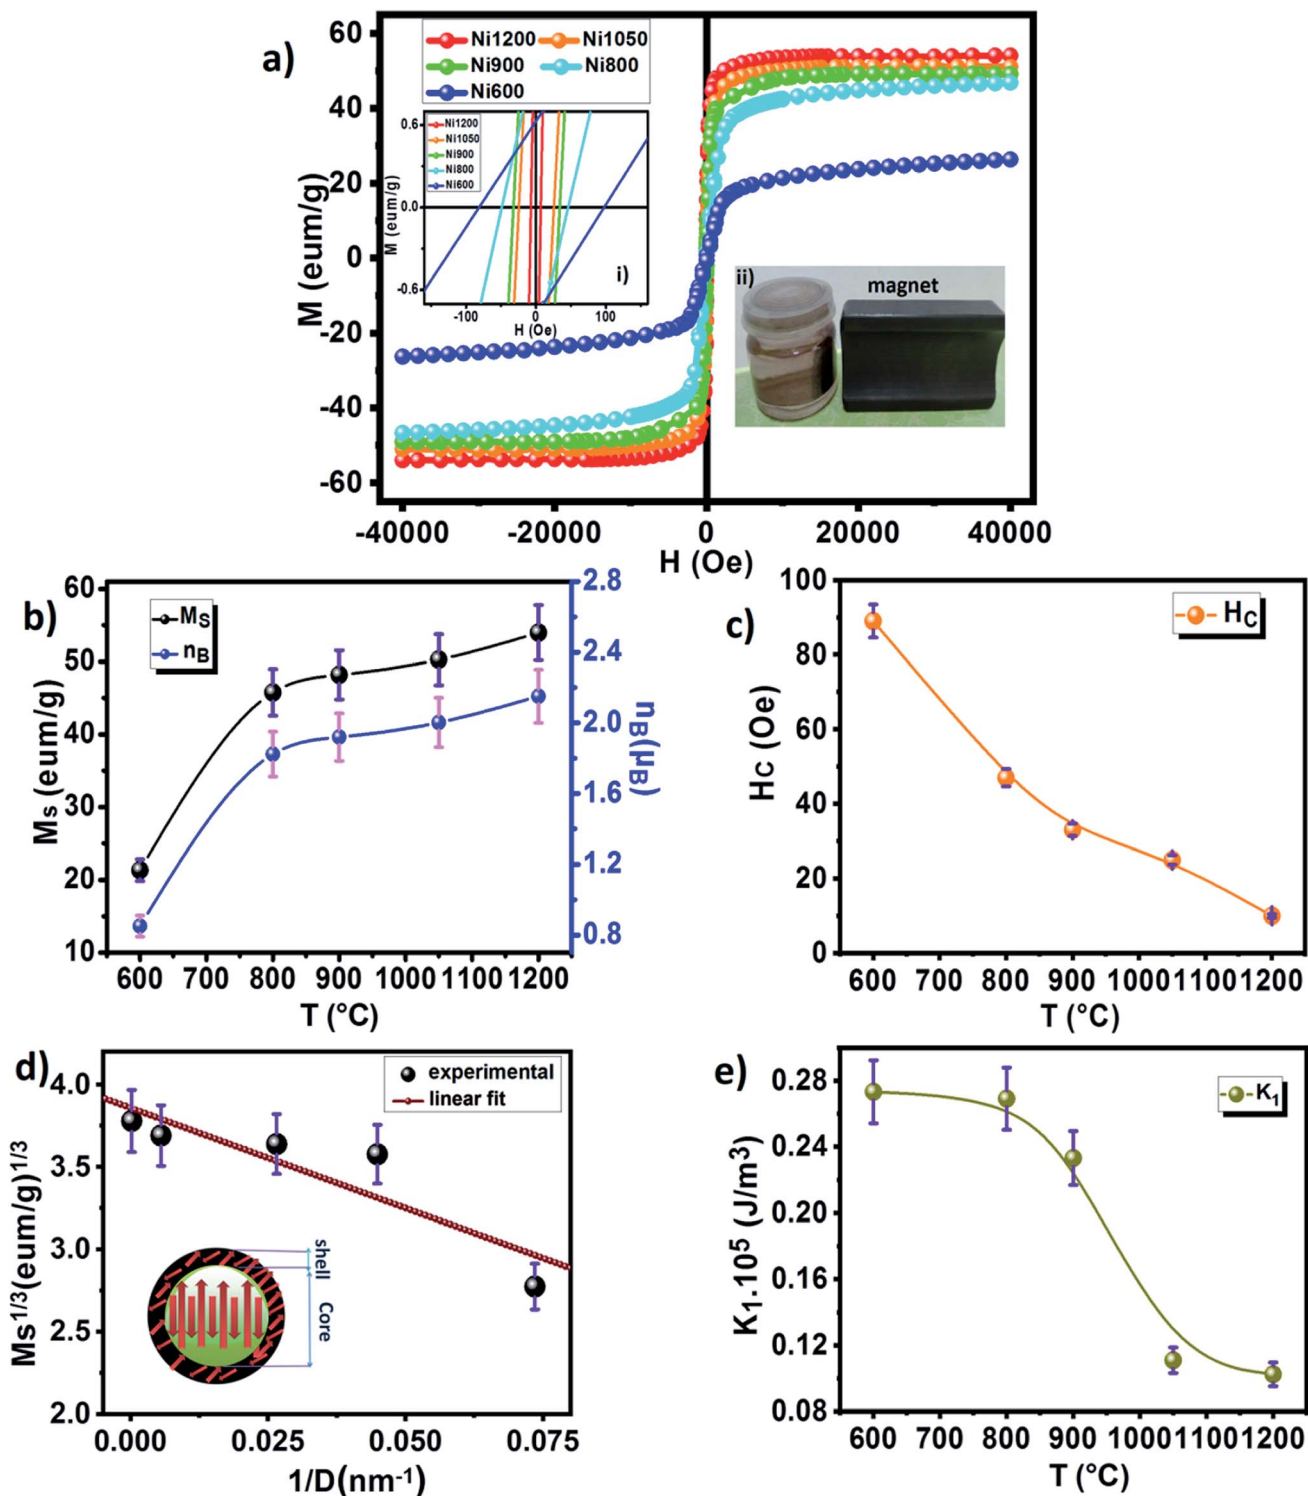 a)
Ni1200 Ni1050
Ni900 Ni800
Ni600
M (eum/g)
60
40
20
0
-20
-40
-60
-40000 -20000 0 20000 40000
H (Oe)
Ni1200
Ni1050
Ni900
Ni800
Ni600
M (eum/g)
0.6
0.0
-0.6
-100 0 100
H (Oe)
i)
ii)
magnet
b)
MS
nB
Ms (eum/g)
60
50
40
30
20
10
nB(μB)
2.8
2.4
2.0
1.6
1.2
0.8
600 700 800 900 1000 1100 1200
T (°C)
c)
HC
HC (Oe)
100
80
60
40
20
0
600 700 800 900 1000 1100 1200
T (°C)
d)
experimental
linear fit
Ms1/3(eum/g)1/3
4.0
3.5
3.0
2.5
2.0
shell
Core
0.000 0.025 0.050 0.075
1/D(nm-1)
e)
K1
K1.105 (J/m3)
0.28
0.24
0.20
0.16
0.12
0.08
600 700 800 900 1000 1100 1200
T (°C)